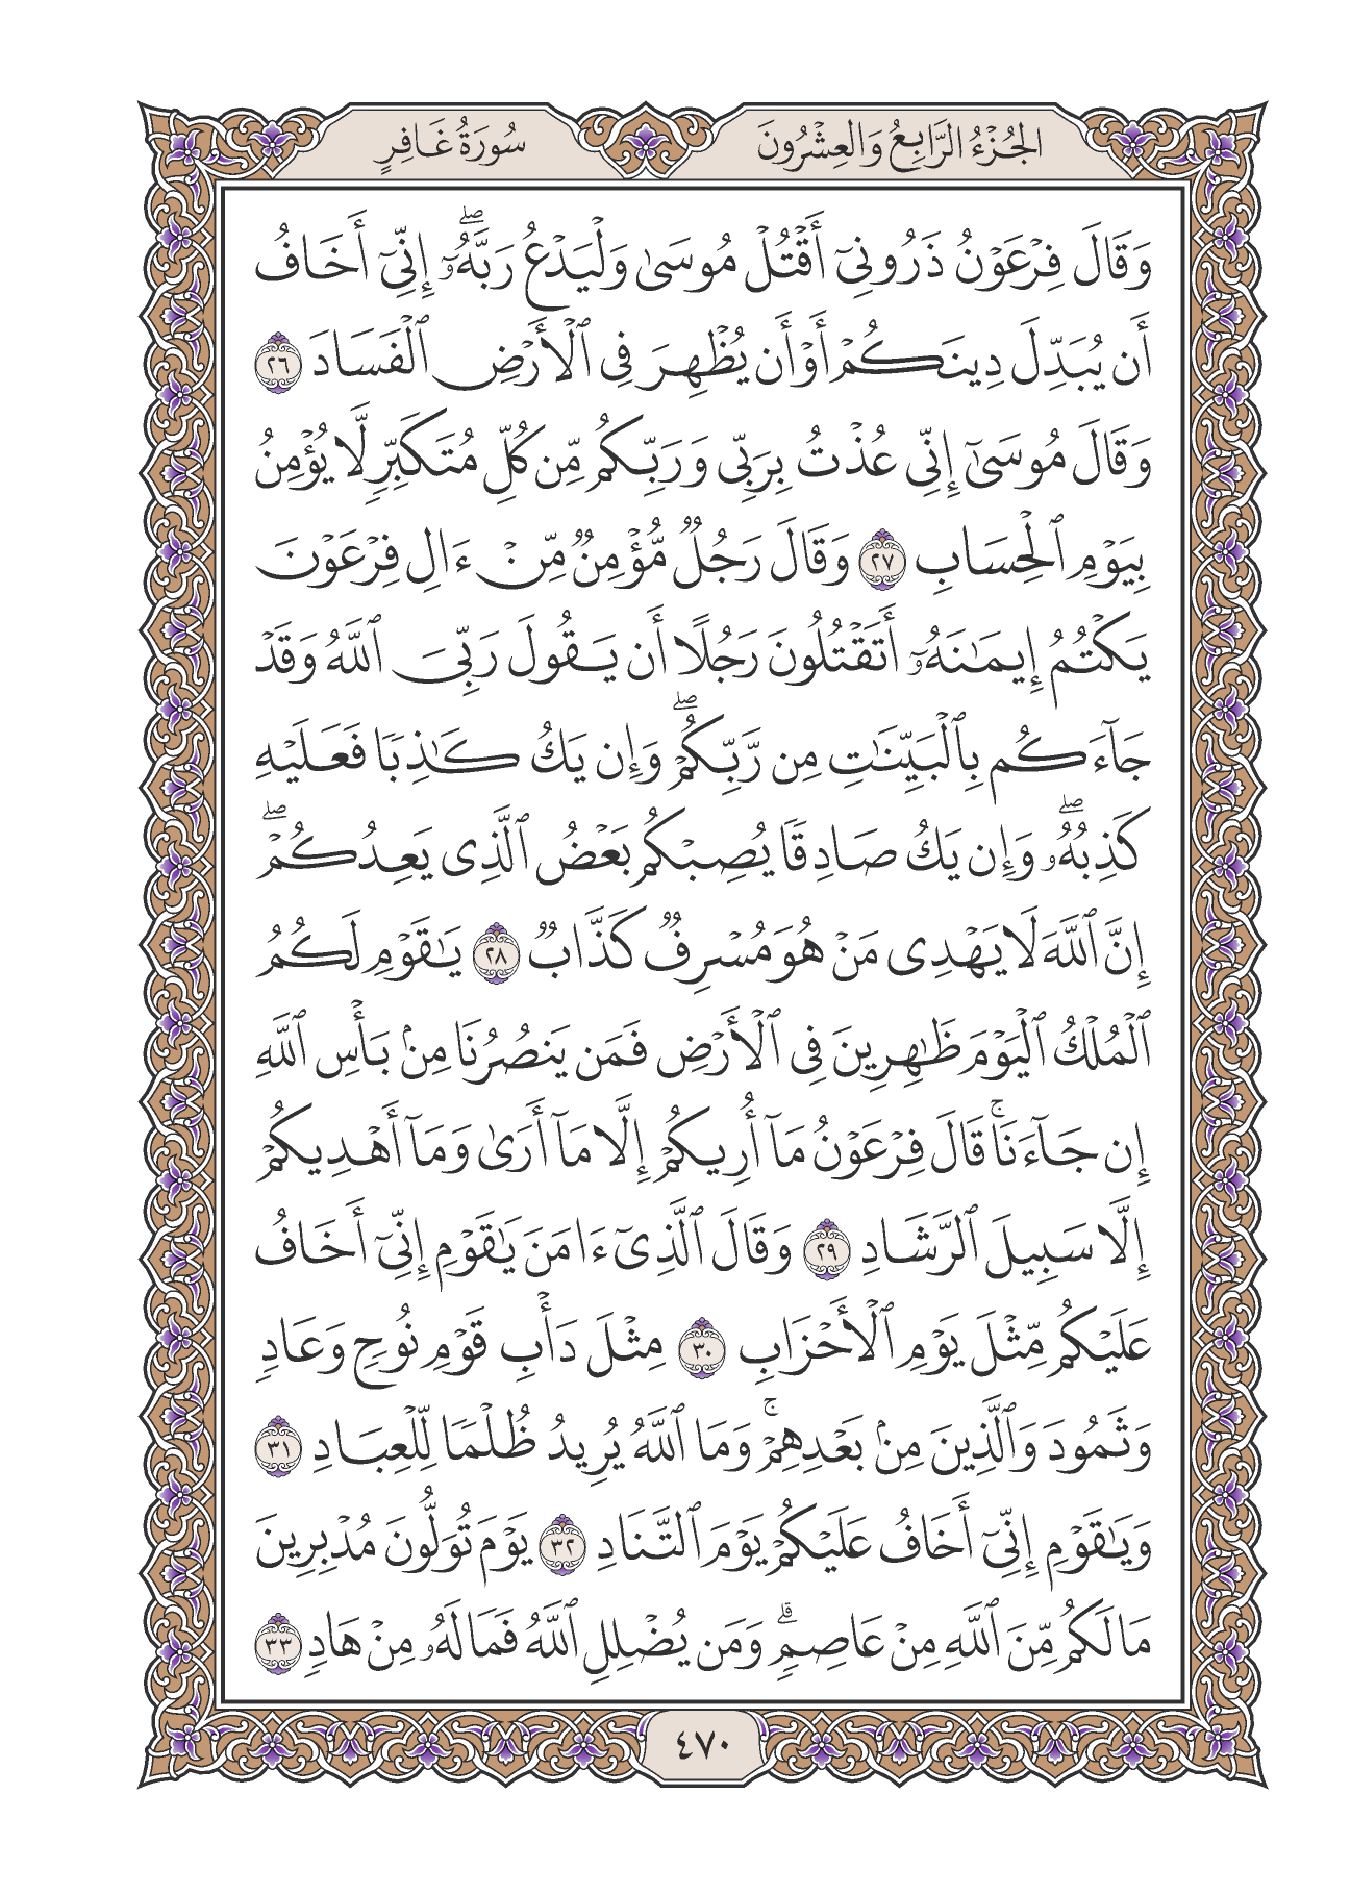 الجُزْءُ الرَّابِعُ وَالعِشْرُونَ
سُورَةُ غَافِرٍ
وَقَالَ فِرْعَوْنُ ذَرُونِىٓ أَقْتُلْ مُوسَىٰ وَلْيَدْعُ رَبَّهُۥٓۖ إِنِّىٓ أَخَافُ
أَن يُبَدِّلَ دِينَكُمْ أَوْ أَن يُظْهِرَ فِى ٱلْأَرْضِ ٱلْفَسَادَ ٢٦
وَقَالَ مُوسَىٰٓ إِنِّى عُذْتُ بِرَبِّى وَرَبِّكُم مِّن كُلِّ مُتَكَبِّرٍ لَّا يُؤْمِنُ
بِيَوْمِ ٱلْحِسَابِ ٢٧ وَقَالَ رَجُلٌ مُّؤْمِنٌ مِّنْ ءَالِ فِرْعَوْنَ
يَكْتُمُ إِيمَـٰنَهُۥٓ أَتَقْتُلُونَ رَجُلًا أَن يَقُولَ رَبِّىَ ٱللَّهُ وَقَدْ
جَآءَكُم بِٱلْبَيِّنَـٰتِ مِن رَّبِّكُمْۖ وَإِن يَكُ كَـٰذِبًا فَعَلَيْهِ
كَذِبُهُۥۖ وَإِن يَكُ صَادِقًا يُصِبْكُم بَعْضُ ٱلَّذِى يَعِدُكُمْۖ
إِنَّ ٱللَّهَ لَا يَهْدِى مَنْ هُوَ مُسْرِفٌ كَذَّابٌ ٢٨ يَـٰقَوْمِ لَكُمُ
ٱلْمُلْكُ ٱلْيَوْمَ ظَـٰهِرِينَ فِى ٱلْأَرْضِ فَمَن يَنصُرُنَا مِنۢ بَأْسِ ٱللَّهِ
إِن جَآءَنَاۚ قَالَ فِرْعَوْنُ مَآ أُرِيكُمْ إِلَّا مَآ أَرَىٰ وَمَآ أَهْدِيكُمْ
إِلَّا سَبِيلَ ٱلرَّشَادِ ٢٩ وَقَالَ ٱلَّذِىٓ ءَامَنَ يَـٰقَوْمِ إِنِّىٓ أَخَافُ
عَلَيْكُم مِّثْلَ يَوْمِ ٱلْأَحْزَابِ ٣٠ مِثْلَ دَأْبِ قَوْمِ نُوحٍ وَعَادٍ
وَثَمُودَ وَٱلَّذِينَ مِنۢ بَعْدِهِمْۚ وَمَا ٱللَّهُ يُرِيدُ ظُلْمًا لِّلْعِبَادِ ٣١
وَيَـٰقَوْمِ إِنِّىٓ أَخَافُ عَلَيْكُمْ يَوْمَ ٱلتَّنَادِ ٣٢ يَوْمَ تُوَلُّونَ مُدْبِرِينَ
مَا لَكُم مِّنَ ٱللَّهِ مِنْ عَاصِمٍۗ وَمَن يُضْلِلِ ٱللَّهُ فَمَا لَهُۥ مِنْ هَادٍ ٣٣
٤٧٠